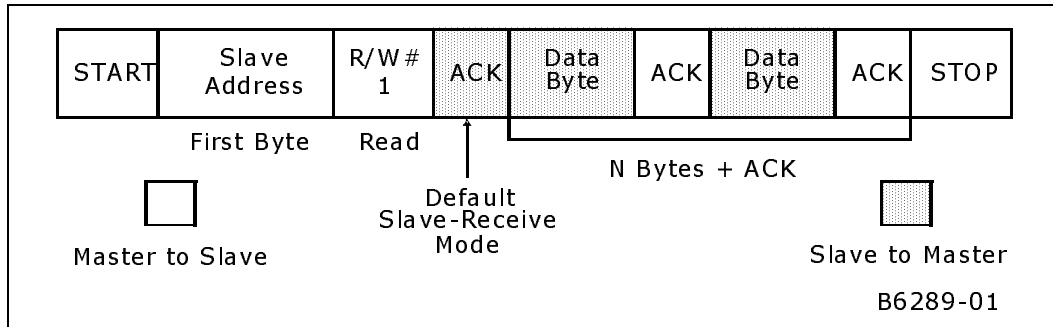 START Slave Address R/W# 1 ACK Data Byte ACK Data Byte ACK STOP
First Byte Read
N Bytes + ACK
Default
Slave-Receive
Mode
Master to Slave
Slave to Master
B6289-01